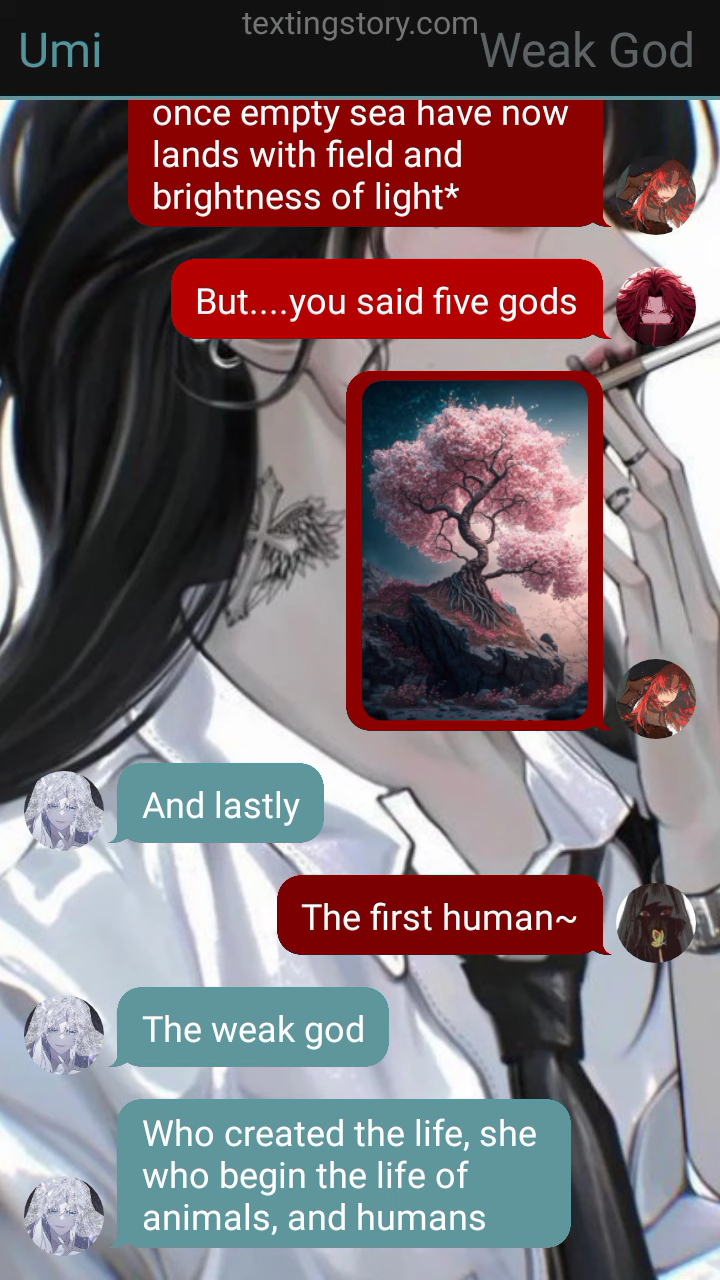 textingstory.com
Umi
Weak God
once empty sea have now
lands with field and
brightness of light*
But....you said five gods
And lastly
The first human~
The weak god
Who created the life, she
who begin the life of
animals, and humans